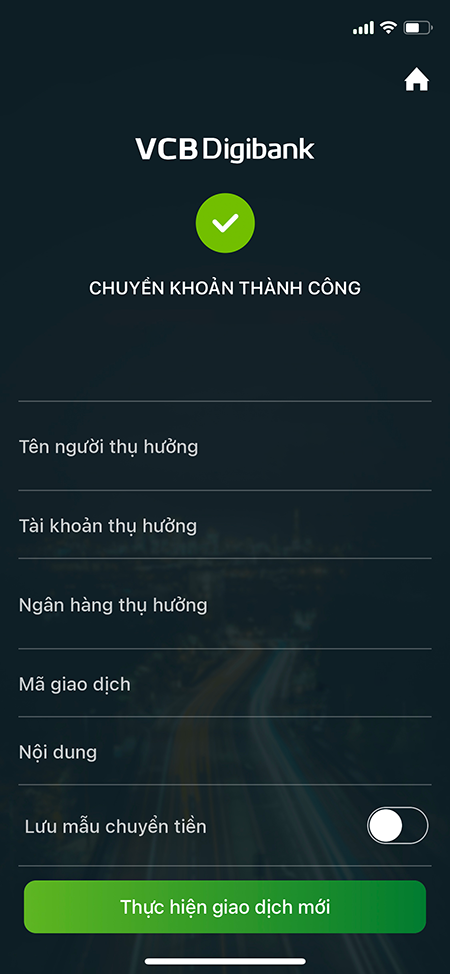 VCB Digibank
CHUYỂN KHOẢN THÀNH CÔNG
Tên người thụ hưởng
Tài khoản thụ hưởng
Ngân hàng thụ hưởng
Mã giao dịch
Nội dung
Lưu mẫu chuyển tiền
Thực hiện giao dịch mới